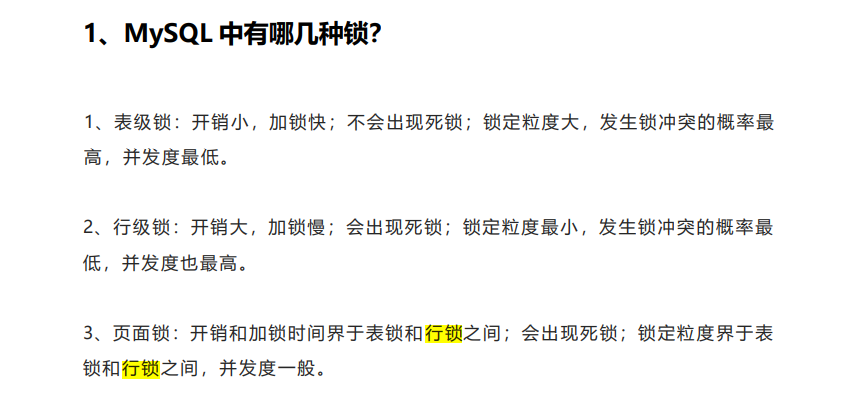 1、MySQL 中有哪几种锁？
1、表级锁：开销小，加锁快；不会出现死锁；锁定粒度大，发生锁冲突的概率最
高，并发度最低。
2、行级锁：开销大，加锁慢；会出现死锁；锁定粒度最小，发生锁冲突的概率最
低，并发度也最高。
3、页面锁：开销和加锁时间界于表锁和行锁之间；会出现死锁；锁定粒度界于表
锁和行锁之间，并发度一般。